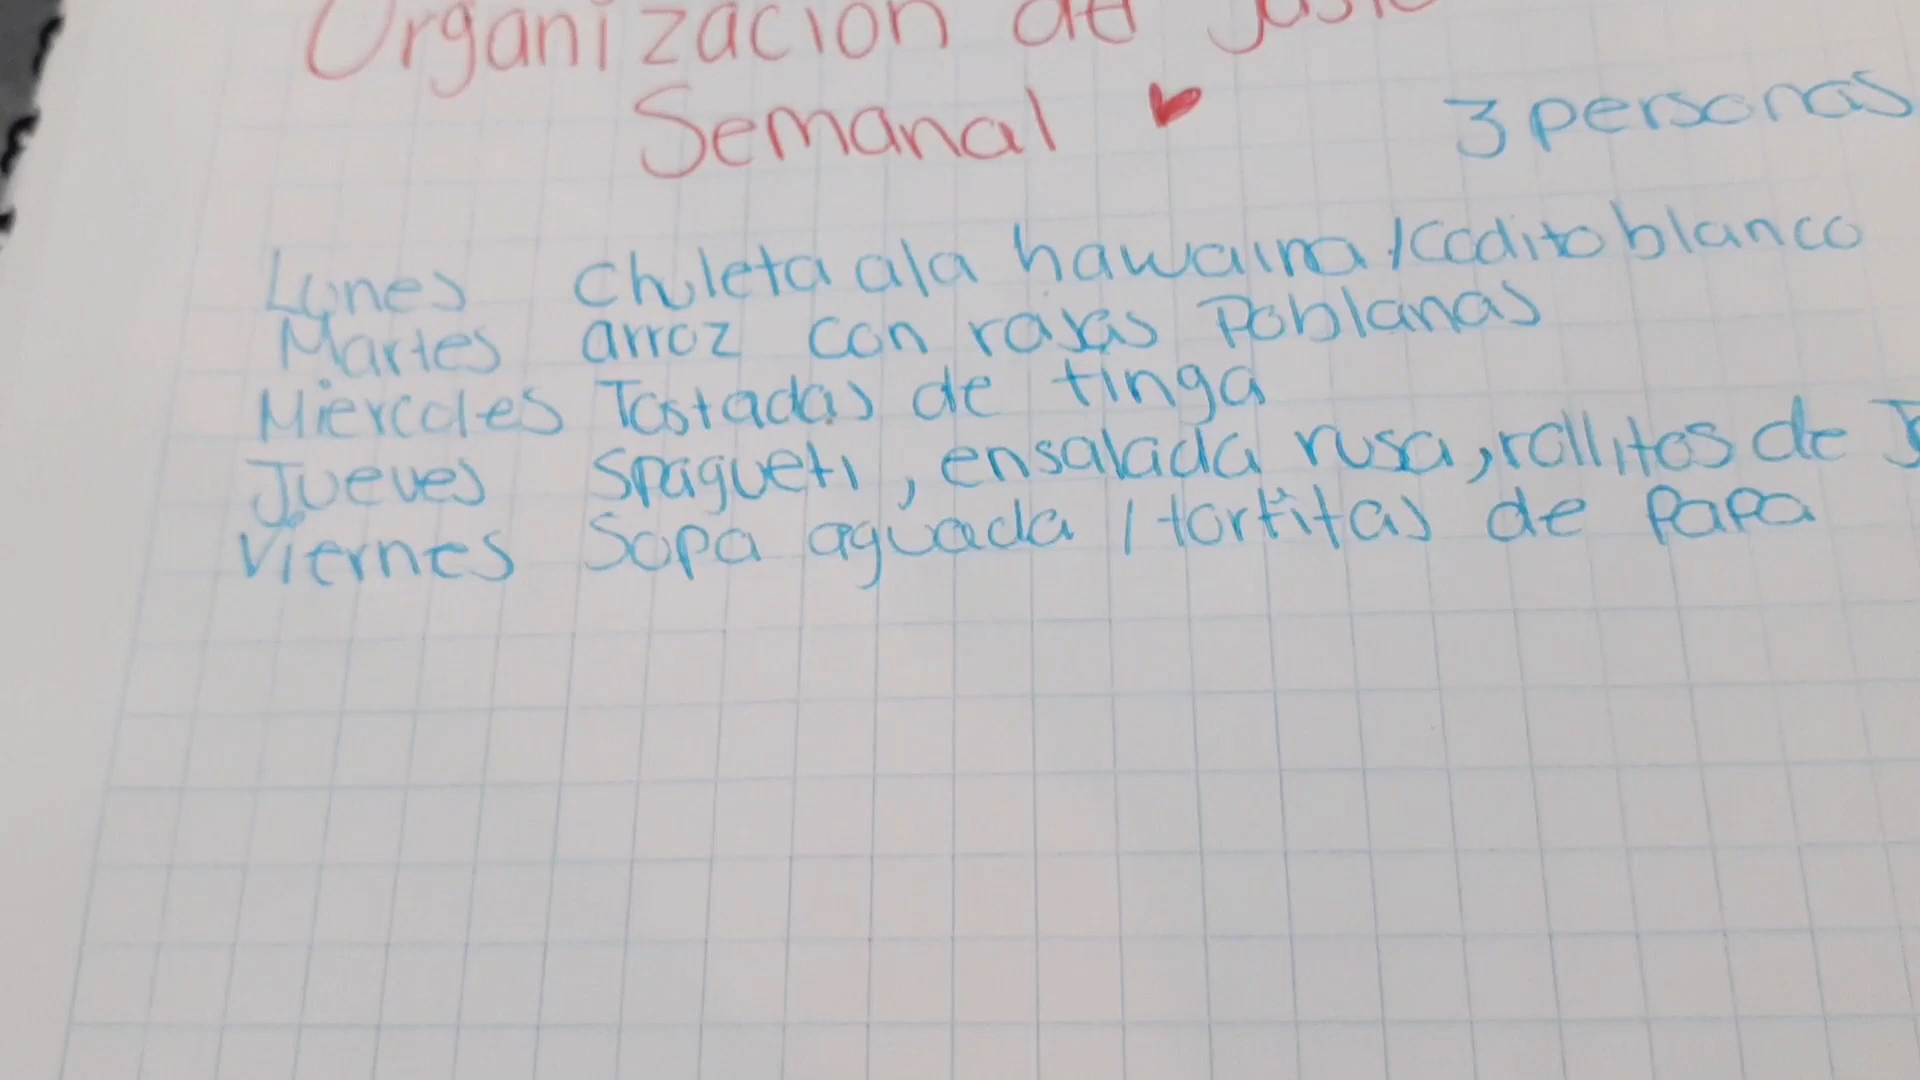 Organización del
Semanal
3 personas
Lunes chuleta ala hawaiina / Codito blanco
Martes arroz con rajas Poblanas
Miercoles Tostadas de tinga
Jueves Spagueti, ensalada rusa, rollitos de
Viernes Sopa aguada / tortitas de Papa